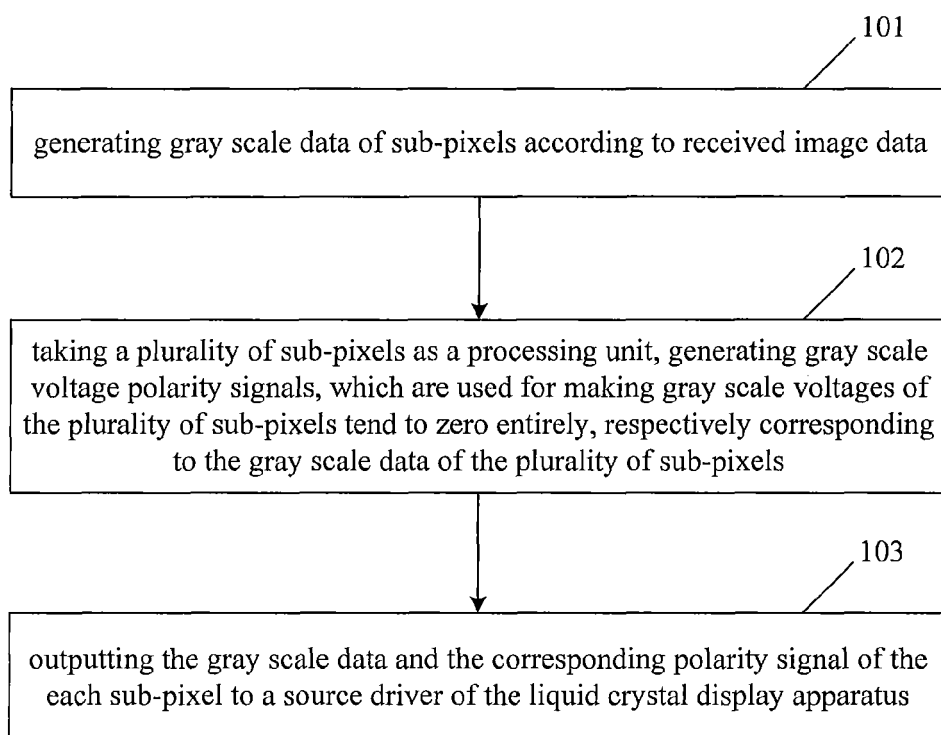 101
generating gray scale data of sub-pixels according to received image data
102
taking a plurality of sub-pixels as a processing unit, generating gray scale
voltage polarity signals, which are used for making gray scale voltages of
the plurality of sub-pixels tend to zero entirely, respectively corresponding
to the gray scale data of the plurality of sub-pixels
103
outputting the gray scale data and the corresponding polarity signal of the
each sub-pixel to a source driver of the liquid crystal display apparatus